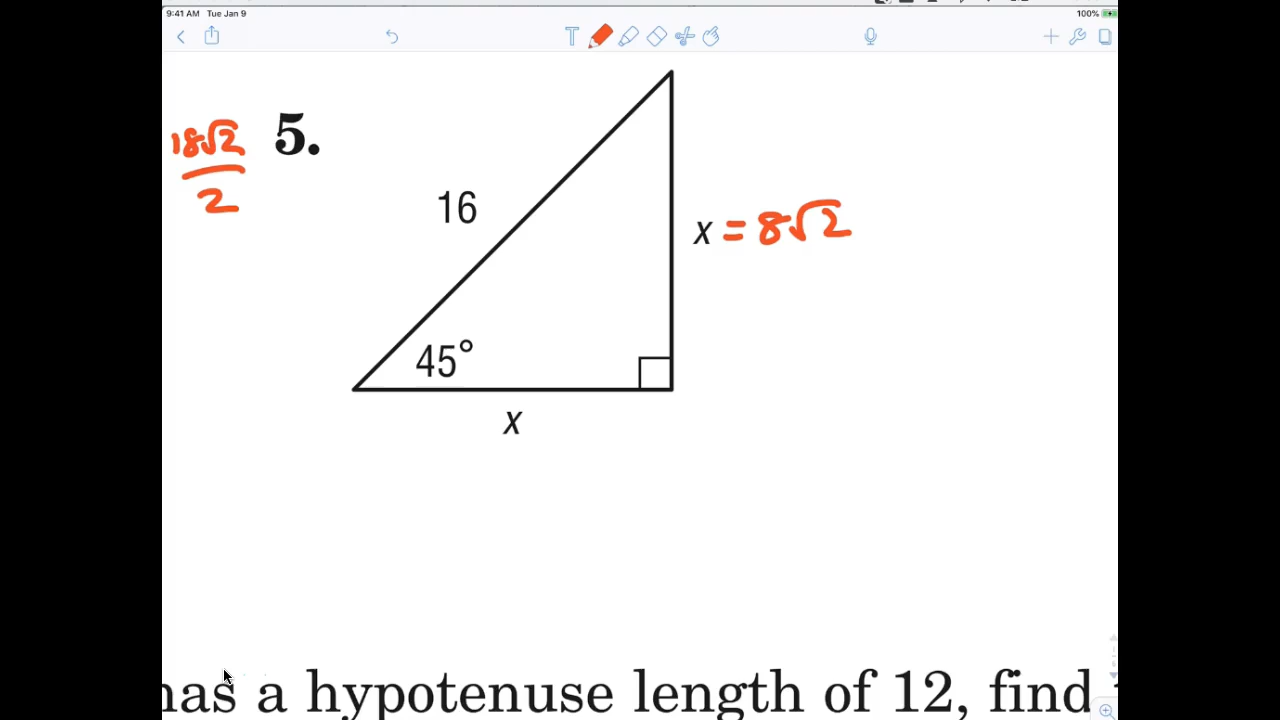 9:41 AM Tue Jan 9
100%
T
18√2
2
5.
16
x = 8√2
45°
x
has a hypotenuse length of 12, find